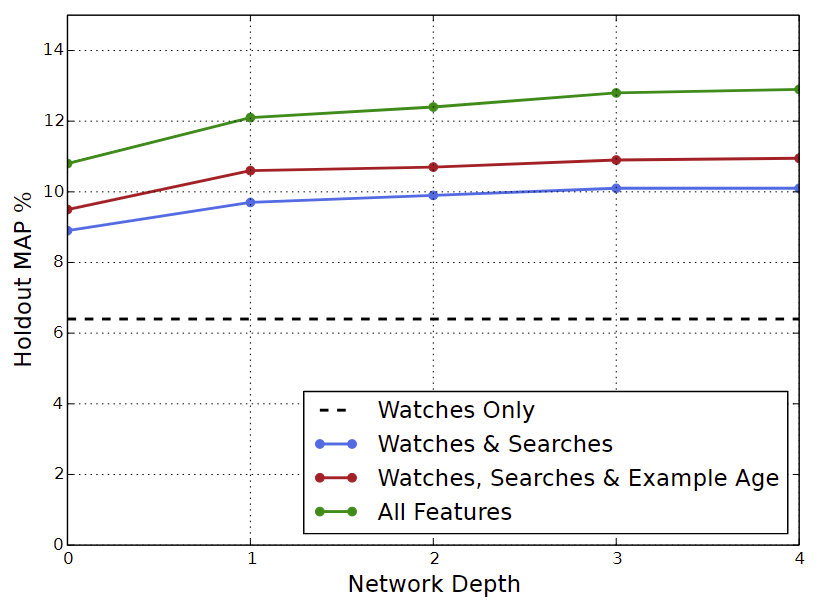 14
12
10
8
6
4
2
0
Holdout MAP %
Watches Only
Watches & Searches
Watches, Searches & Example Age
All Features
0 1 2 3 4
Network Depth